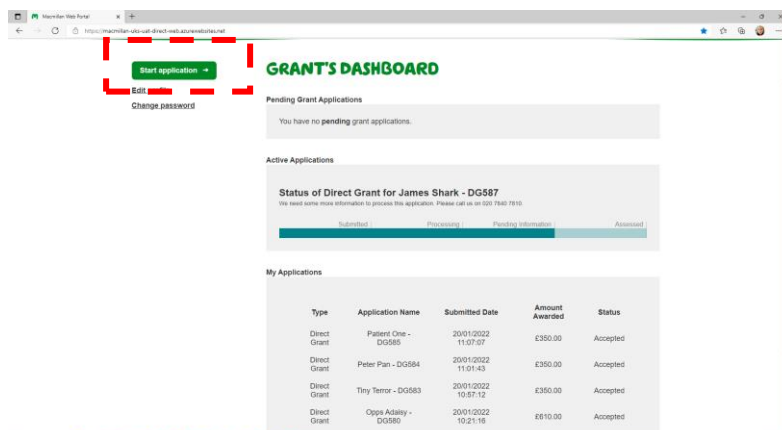 Macmillan Web Portal
https://macmillan-uks-uat-direct-web.azurewebsites.net
Start application
GRANT'S DASHBOARD
Edit
Change password
Pending Grant Applications
You have no pending grant applications.
Active Applications
Status of Direct Grant for James Shark - DG587
We need some more information to process this application. Please call us on 020 7840 7810.
Submitted | Processing | Pending Information | Assessed |
My Applications
Type Application Name Submitted Date Amount Awarded Status
Direct Grant Patient One - DG585 20/01/2022 11:07:07 £350.00 Accepted
Direct Grant Peter Pan - DG584 20/01/2022 11:01:43 £350.00 Accepted
Direct Grant Tiny Terror - DG583 20/01/2022 10:57:12 £350.00 Accepted
Direct Grant Opps Adaisy - DG580 20/01/2022 10:21:16 £610.00 Accepted